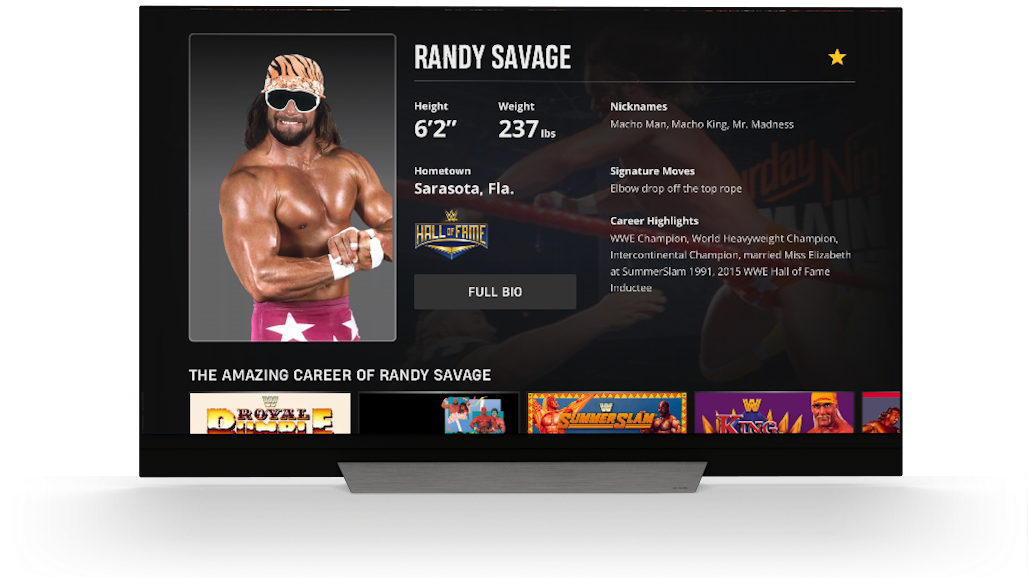 RANDY SAVAGE
Height
6’2”
Weight
237 lbs
Hometown
Sarasota, Fla.
HALL OF FAME
FULL BIO
Nicknames
Macho Man, Macho King, Mr. Madness
Signature Moves
Elbow drop off the top rope
Career Highlights
WWE Champion, World Heavyweight Champion,
Intercontinental Champion, married Miss Elizabeth
at SummerSlam 1991, 2015 WWE Hall of Fame
Inductee
THE AMAZING CAREER OF RANDY SAVAGE
ROYAL
RUMBLE
SUMMERSLAM
KING